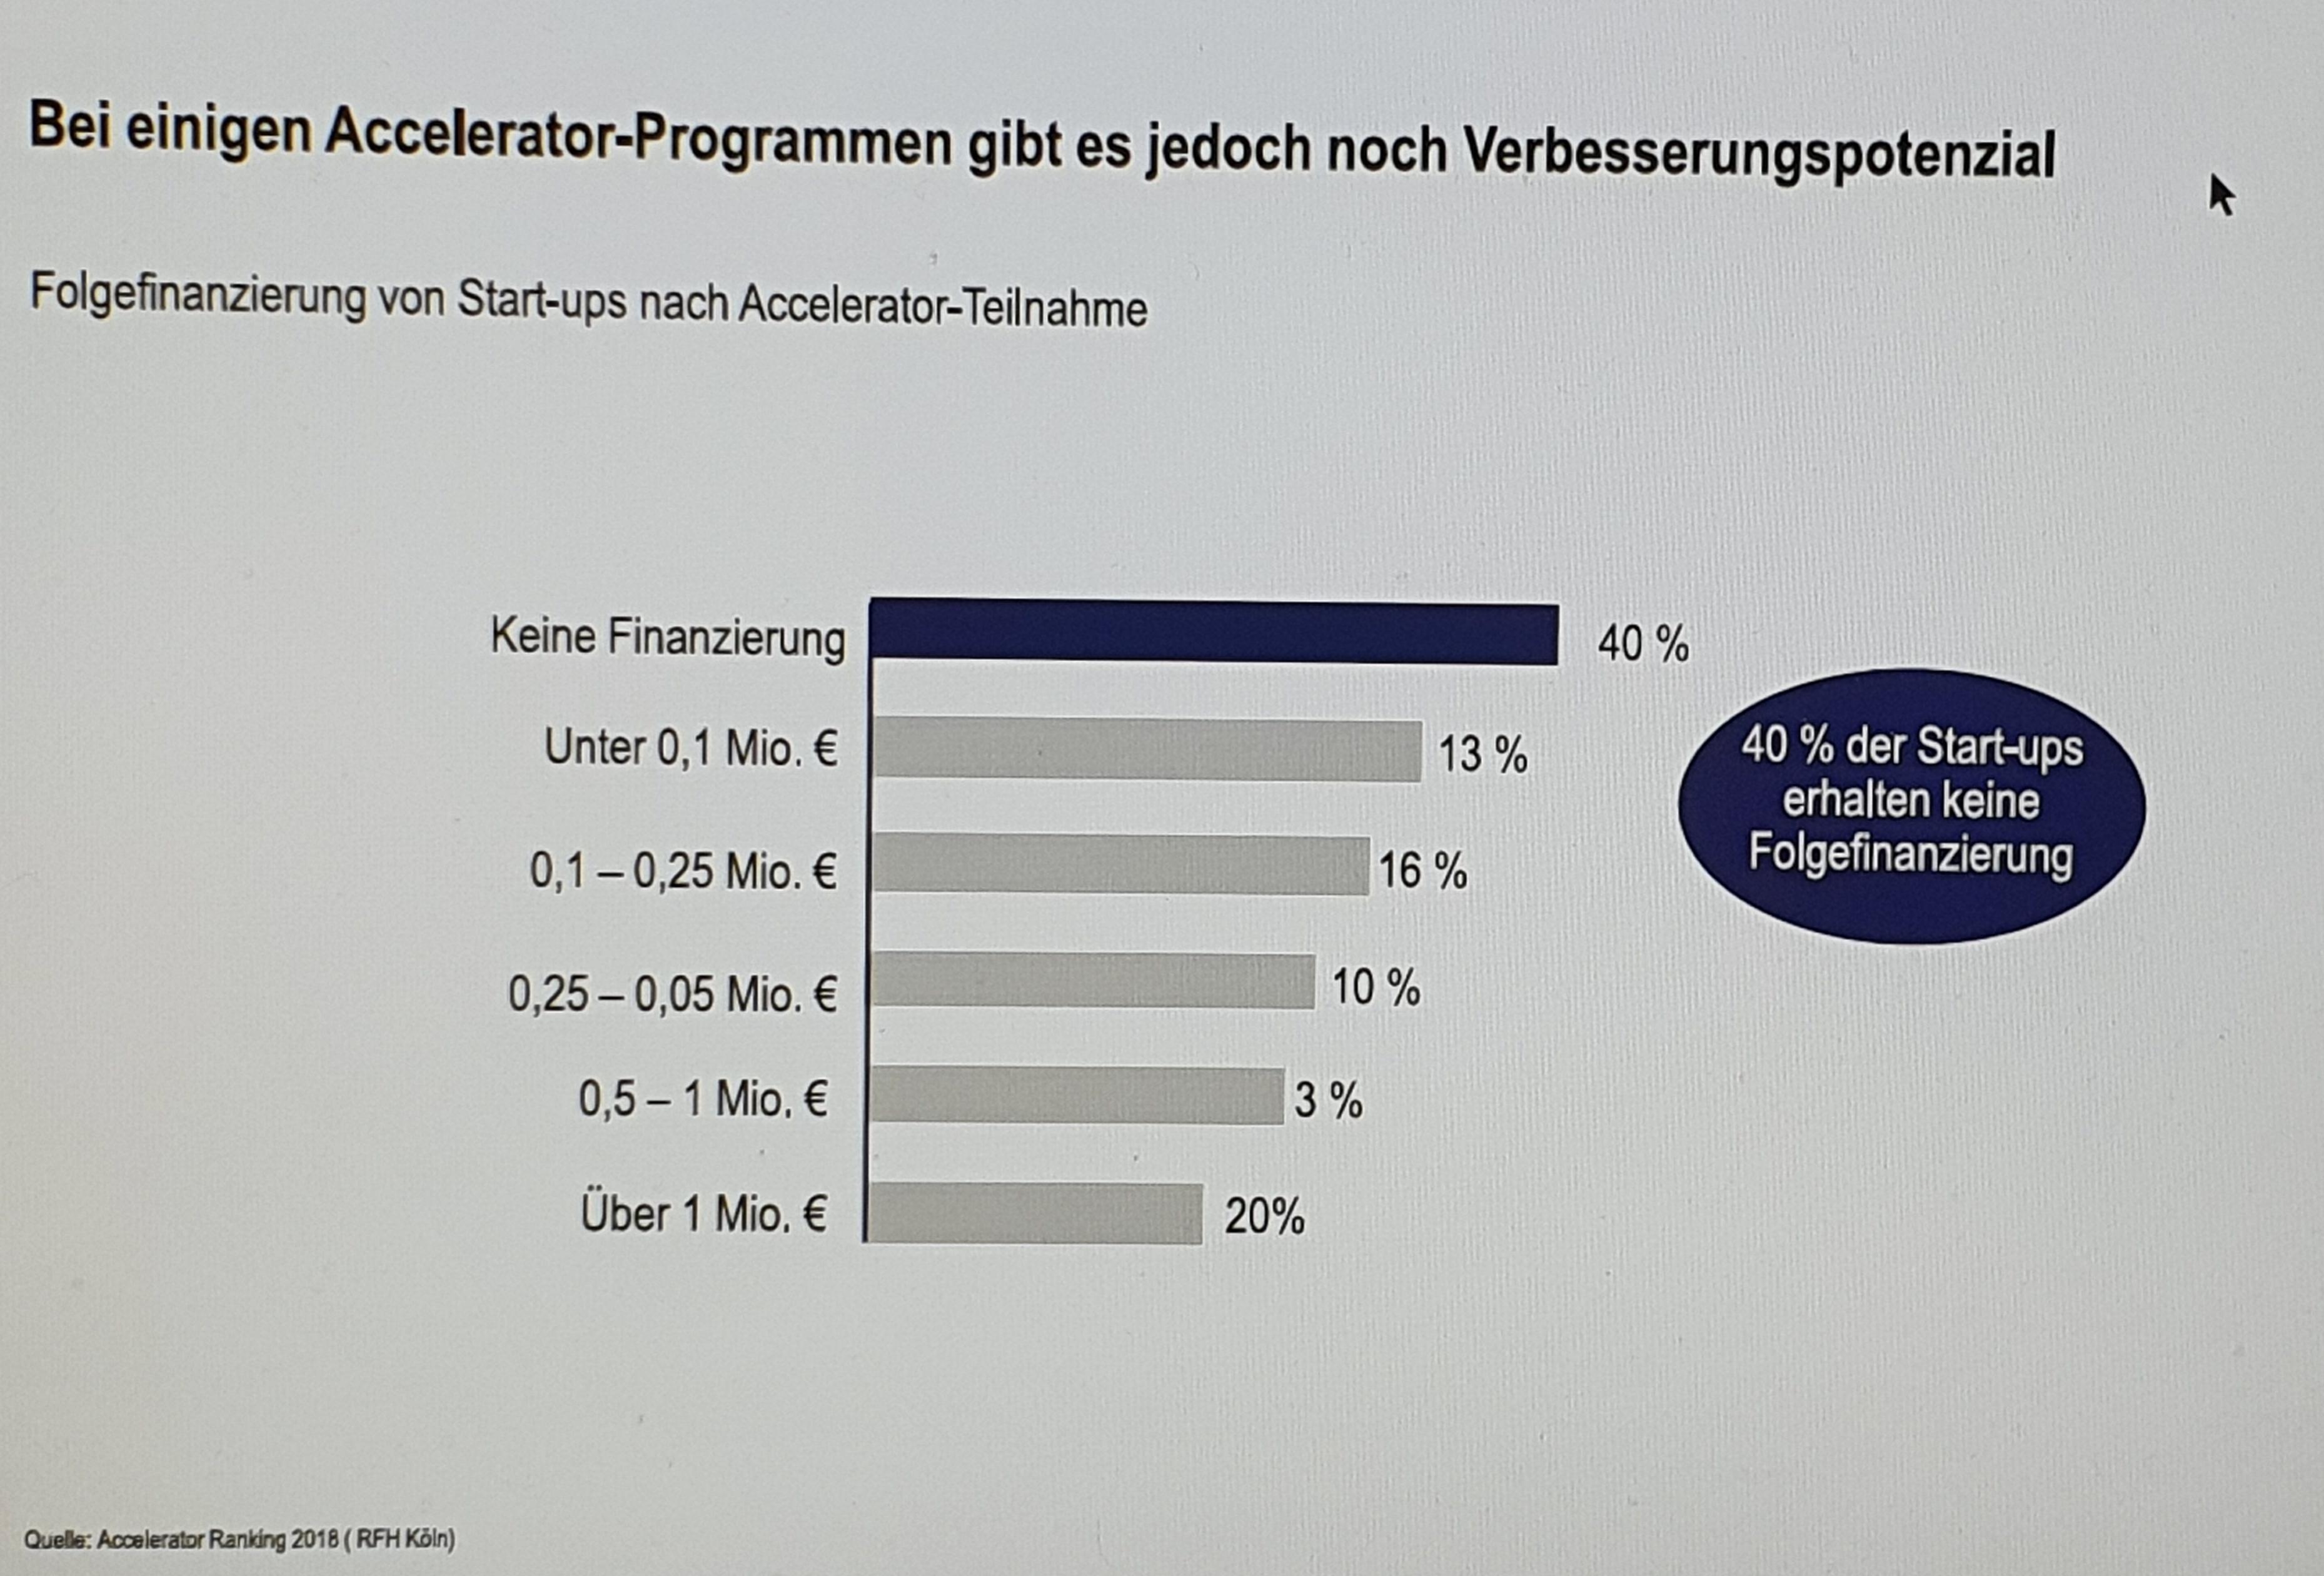 Bei einigen Accelerator-Programmen gibt es jedoch noch Verbesserungspotenzial
Folgefinanzierung von Start-ups nach Accelerator-Teilnahme
Keine Finanzierung 40 %
Unter 0,1 Mio. € 13 %
0,1 – 0,25 Mio. € 16 %
0,25 – 0,05 Mio. € 10 %
0,5 – 1 Mio. € 3 %
Über 1 Mio. € 20%
40 % der Start-ups
erhalten keine
Folgefinanzierung
Quelle: Accelerator Ranking 2018 ( RFH Köln)